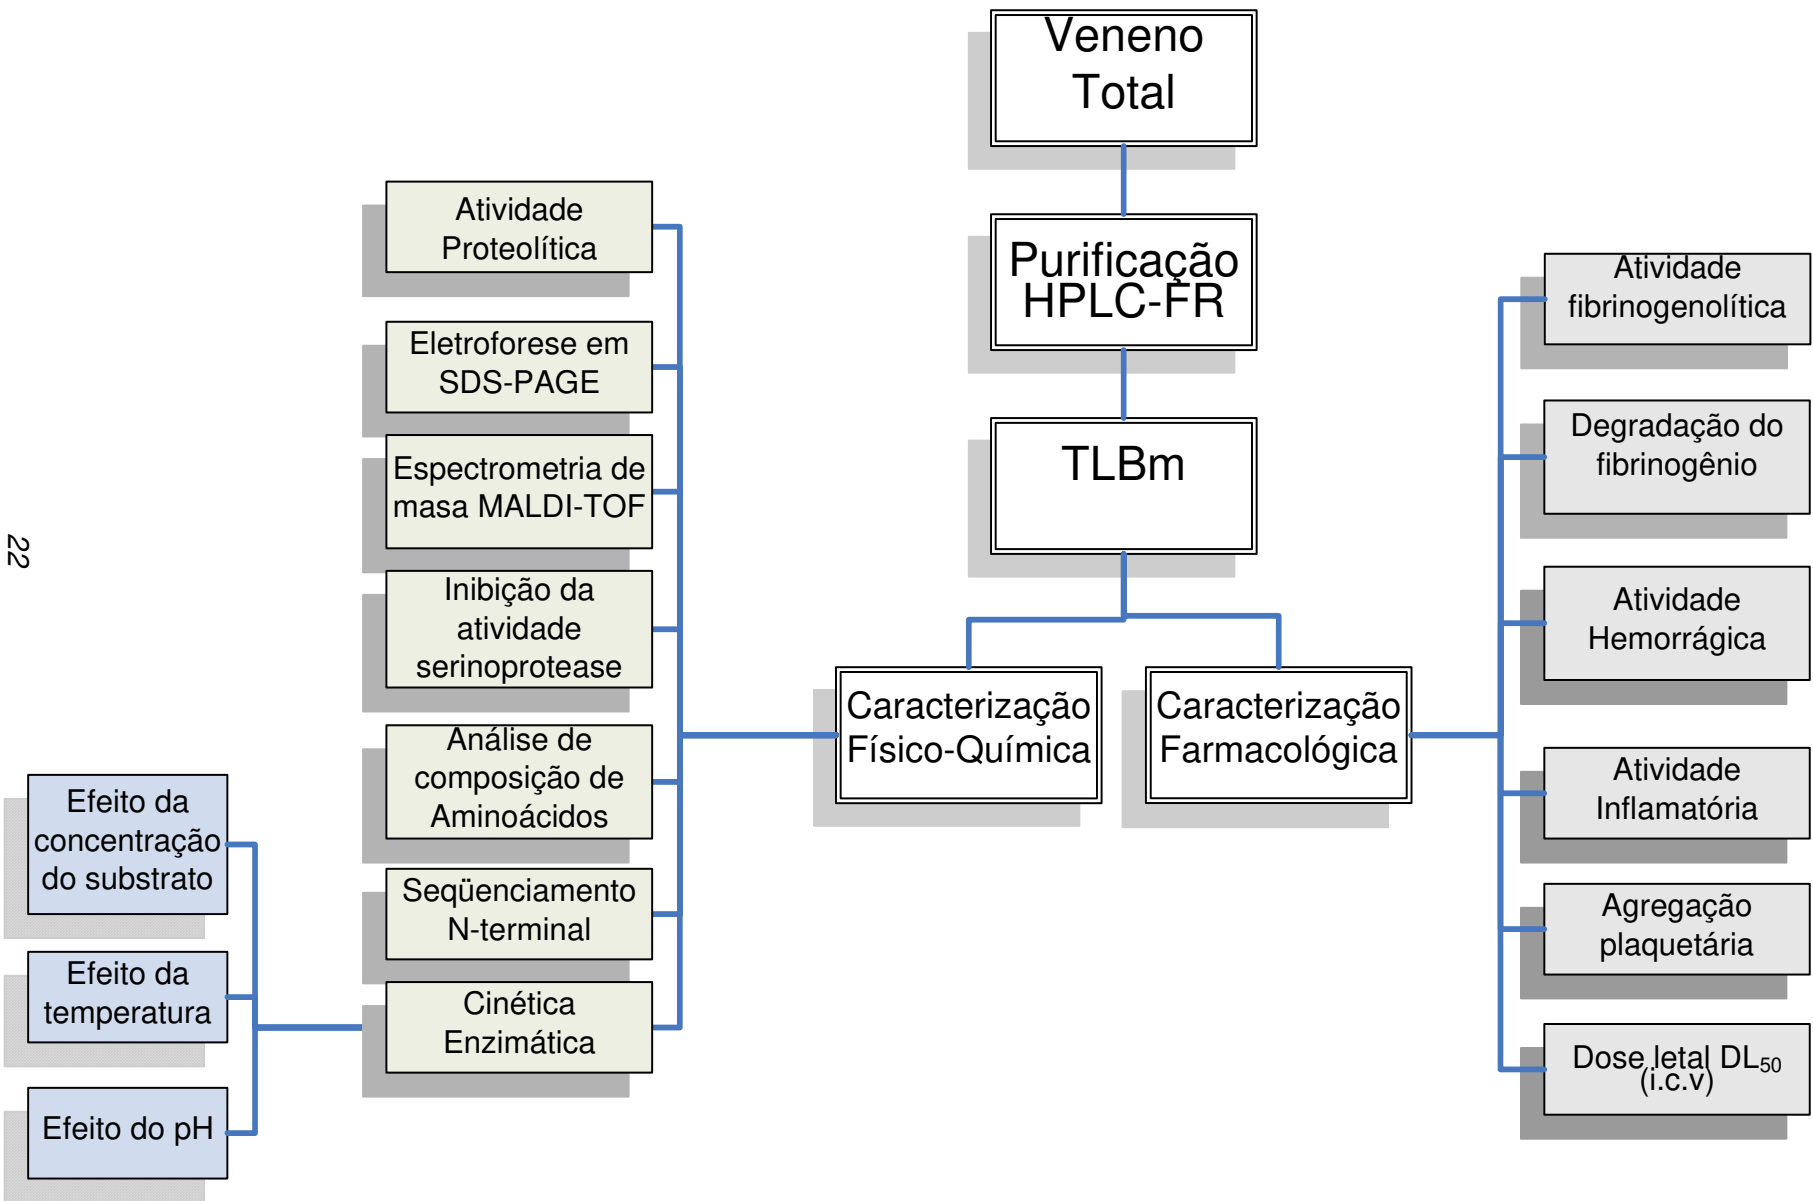 Veneno
Total
Purificação
HPLC-FR
TLBm
Caracterização
Físico-Química
Caracterização
Farmacológica
Atividade
Proteolítica
Eletroforese em
SDS-PAGE
Espectrometria de
masa MALDI-TOF
Inibição da
atividade
serinoprotease
Análise de
composição de
Aminoácidos
Seqüenciamento
N-terminal
Cinética
Enzimática
Efeito da
concentração
do substrato
Efeito da
temperatura
Efeito do pH
Atividade
fibrinogenolítica
Degradação do
fibrinogênio
Atividade
Hemorrágica
Atividade
Inflamatória
Agregação
plaquetária
Dose letal DL₅₀
(i.c.v)
22